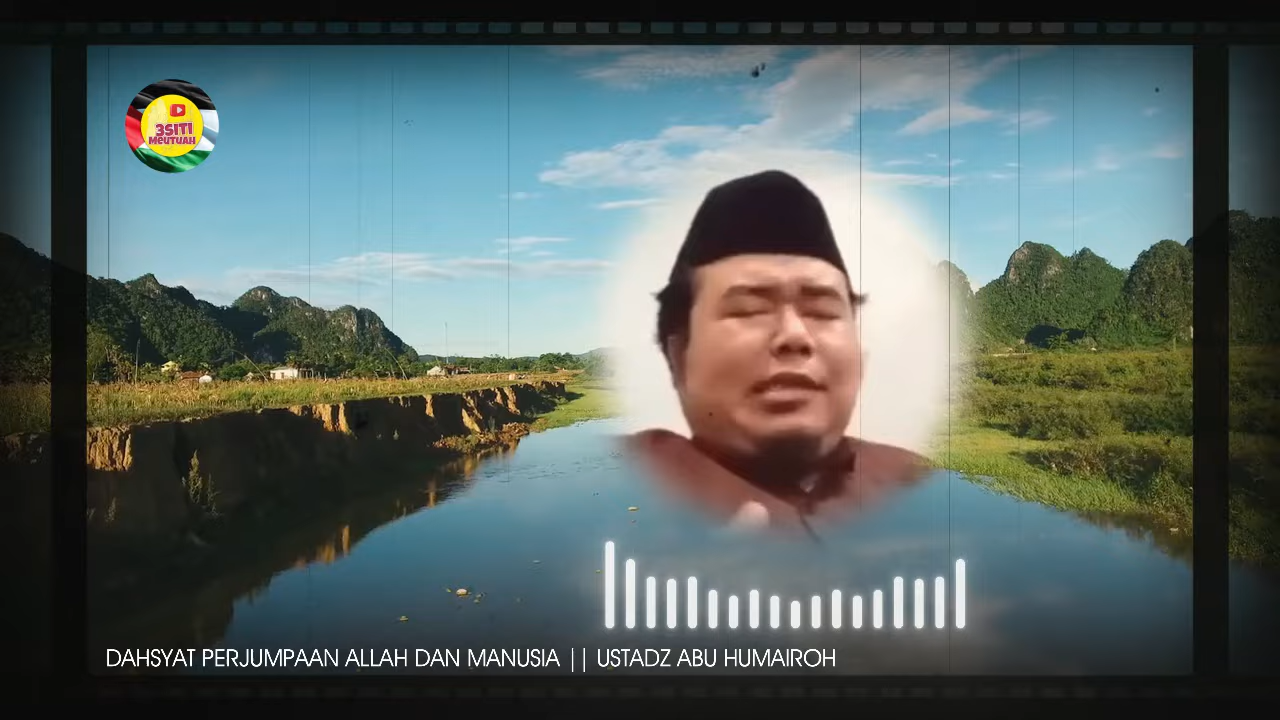 3SITI
MEUTUAH
DAHSYAT PERJUMPAAN ALLAH DAN MANUSIA || USTADZ ABU HUMAIROH